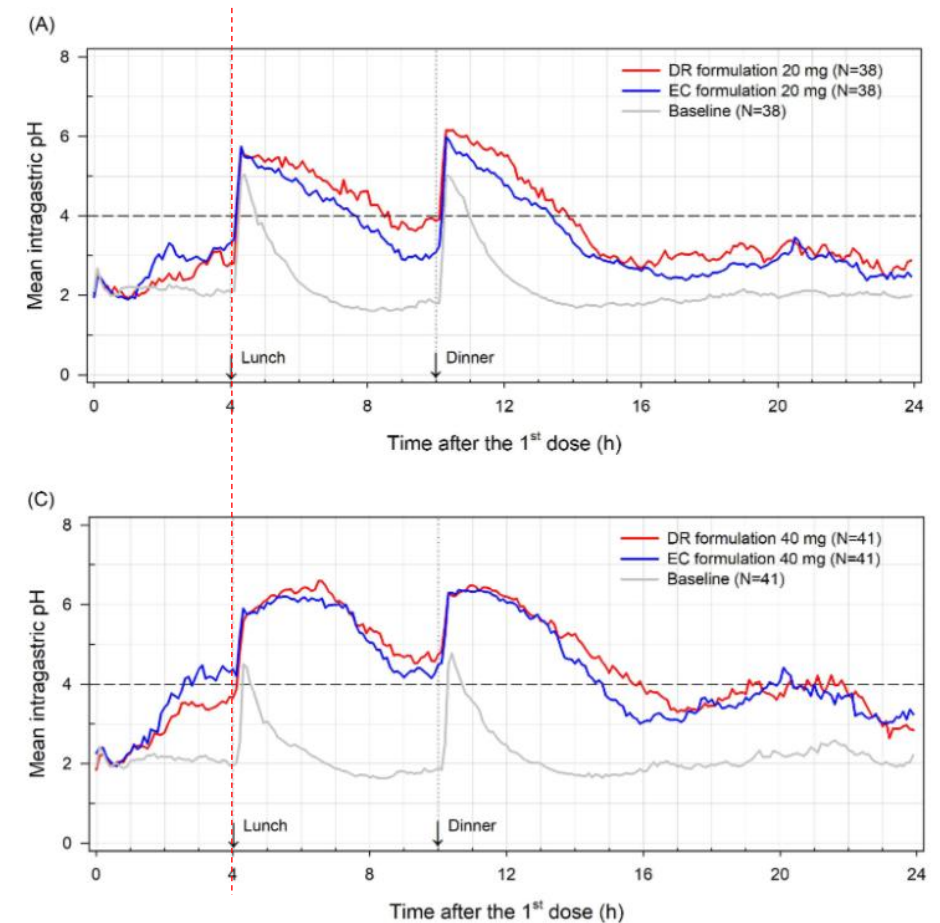 (A)
8
6
4
2
0
Mean intragastric pH
DR formulation 20 mg (N=38)
EC formulation 20 mg (N=38)
Baseline (N=38)
Lunch
Dinner
0 4 8 12 16 20 24
Time after the 1st dose (h)
(C)
8
6
4
2
0
Mean intragastric pH
DR formulation 40 mg (N=41)
EC formulation 40 mg (N=41)
Baseline (N=41)
Lunch
Dinner
0 4 8 12 16 20 24
Time after the 1st dose (h)